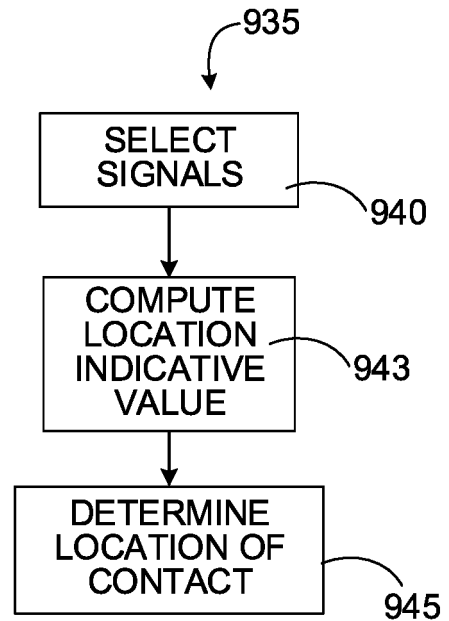 935
SELECT
SIGNALS
940
COMPUTE
LOCATION
INDICATIVE
VALUE
943
DETERMINE
LOCATION OF
CONTACT
945